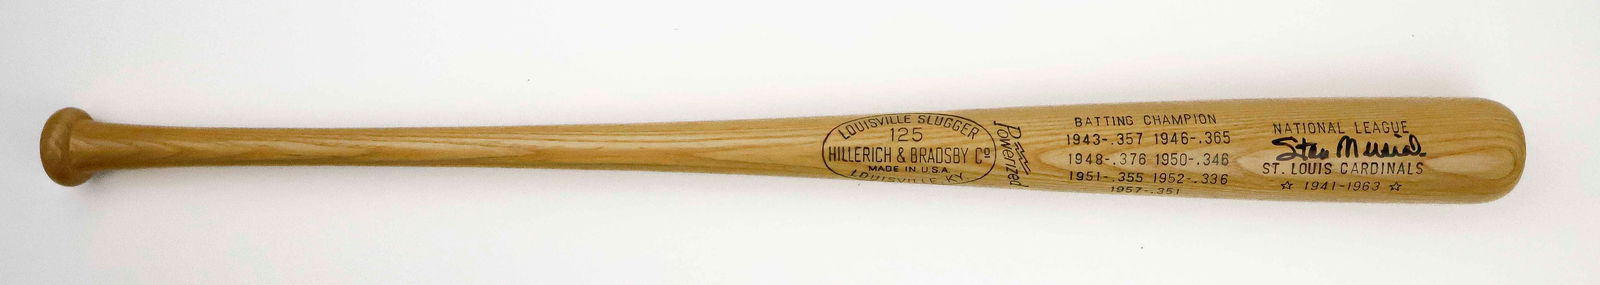 LOUISVILLE SLUGGER
125
HILLERICH & BRADSBY Cº
MADE IN U.S.A.
LOUISVILLE, KY
Powerized
BATTING CHAMPION
1943-.357 1946-.365
1948-.376 1950-.346
1951-.355 1952-.336
1957-.351
NATIONAL LEAGUE
Stan Musial
ST. LOUIS CARDINALS
☆ 1941-1963 ☆